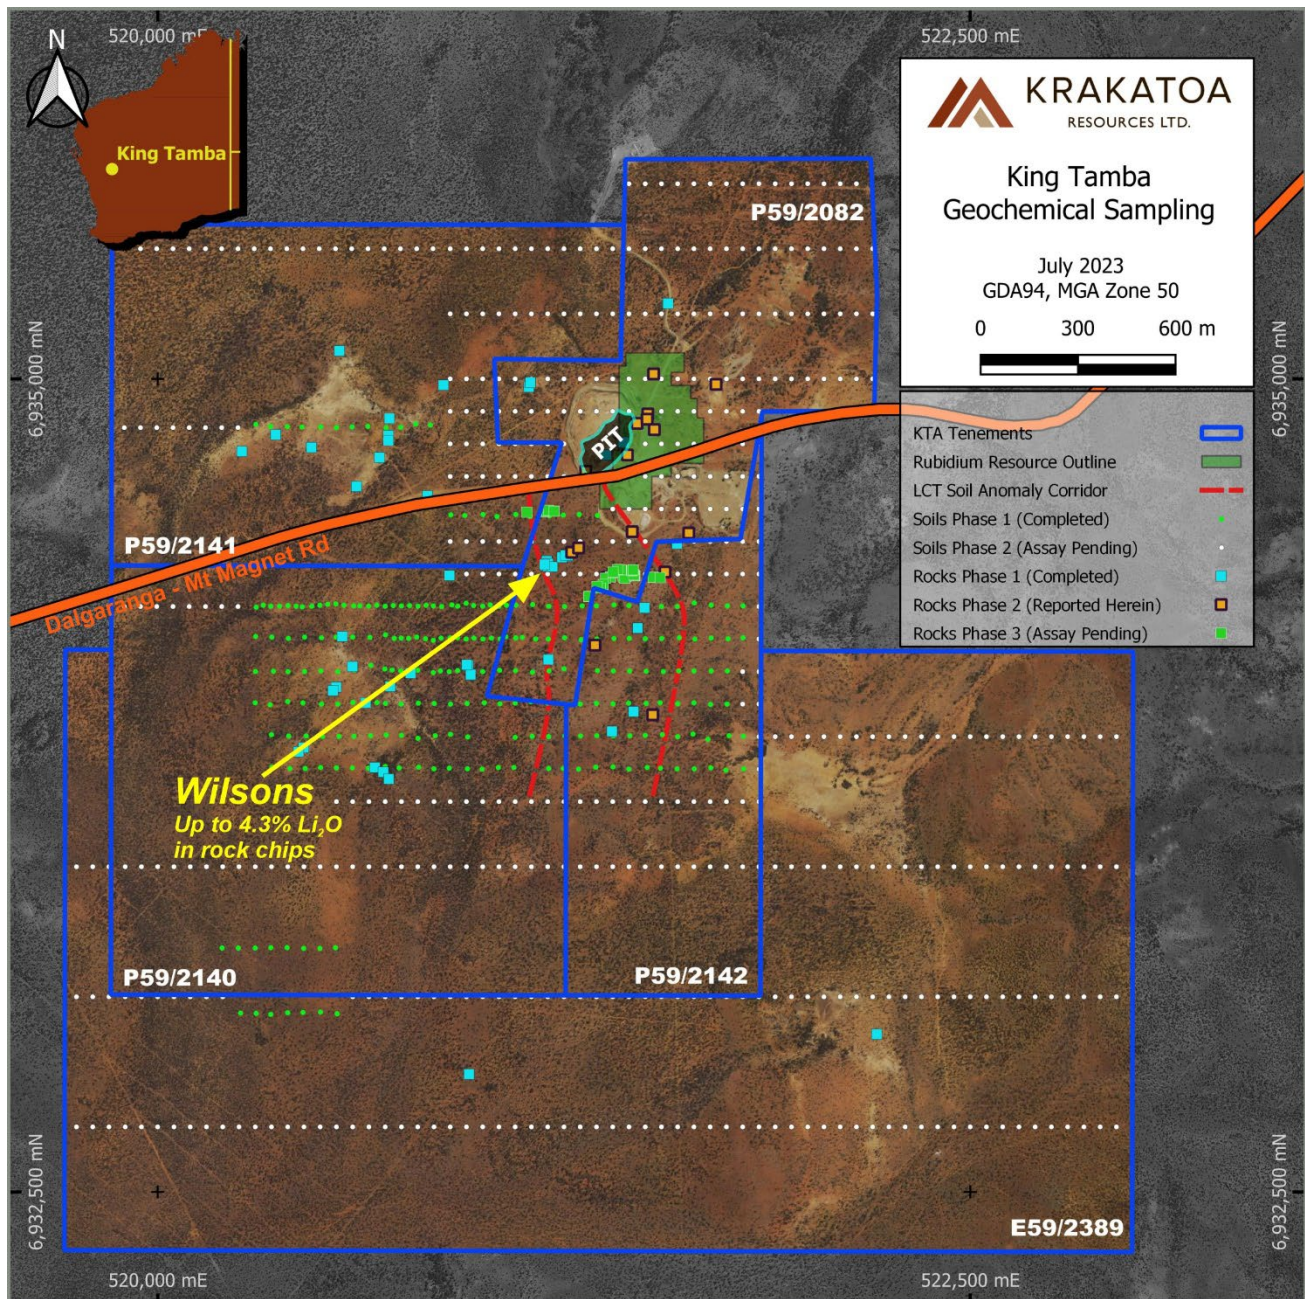 N
520,000 mE
522,500 mE
King Tamba
KRAKATOA
RESOURCES LTD.
King Tamba
Geochemical Sampling
July 2023
GDA94, MGA Zone 50
0 300 600 m
P59/2082
6,935,000 mN
6,935,000 mN
KTA Tenements
Rubidium Resource Outline
LCT Soil Anomaly Corridor
Soils Phase 1 (Completed)
Soils Phase 2 (Assay Pending)
Rocks Phase 1 (Completed)
Rocks Phase 2 (Reported Herein)
Rocks Phase 3 (Assay Pending)
PIT
P59/2141
Dalgaranga - Mt Magnet Rd
Wilsons
Up to 4.3% Li₂O
in rock chips
P59/2140
P59/2142
6,932,500 mN
6,932,500 mN
E59/2389
520,000 mE
522,500 mE